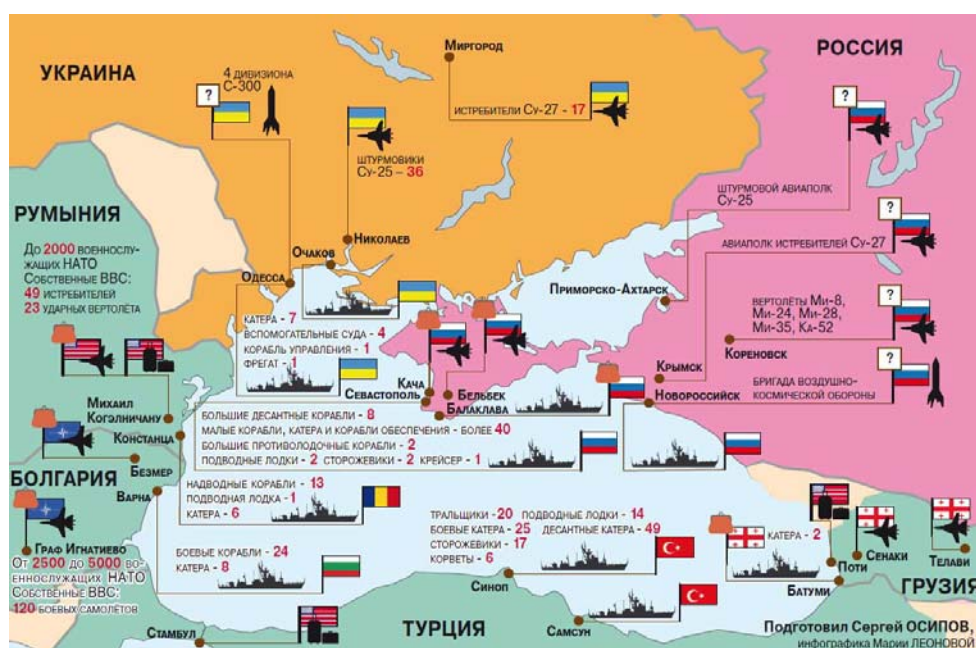 УКРАИНА
4 ДИВИЗИОНА
С-300
?
МИРГОРОД
РОССИЯ
?
ИСТРЕБИТЕЛИ СУ-27 - 17
ШТУРМОВИКИ
СУ-25 – 36
ШТУРМОВОЙ АВИАПОЛК
СУ-25
?
РУМЫНИЯ
ДО 2000 ВОЕННОСЛУ-
ЖАЩИХ НАТО
СОБСТВЕННЫЕ ВВС:
49 ИСТРЕБИТЕЛЕЙ
23 УДАРНЫХ ВЕРТОЛЁТА
НИКОЛАЕВ
ОЧАКОВ
ОДЕССА
АВИАПОЛК ИСТРЕБИТЕЛЕЙ СУ-27
ПРИМОРСКО-АХТАРСК
?
ВЕРТОЛЁТЫ МИ-8,
МИ-24, МИ-28,
МИ-35, КА-52
КОРЕНОВСК
КАТЕРА - 7
ВСПОМОГАТЕЛЬНЫЕ СУДА - 4
КОРАБЛЬ УПРАВЛЕНИЯ - 1
ФРЕГАТ - 1
?
КРЫМСК
БРИГАДА ВОЗДУШНО-
КОСМИЧЕСКОЙ ОБОРОНЫ
НОВОРОССИЙСК
КАЧА
СЕВАСТОПОЛЬ
БЕЛЬБЕК
БАЛАКЛАВА
МИХАИЛ
КОГЭЛНИЧАНУ
КОНСТАНЦА
БОЛЬШИЕ ДЕСАНТНЫЕ КОРАБЛИ - 8
МАЛЫЕ КОРАБЛИ, КАТЕРА И КОРАБЛИ ОБЕСПЕЧЕНИЯ - БОЛЕЕ 40
БОЛЬШИЕ ПРОТИВОЛОДОЧНЫЕ КОРАБЛИ - 2
ПОДВОДНЫЕ ЛОДКИ - 2 СТОРОЖЕВИКИ - 2 КРЕЙСЕР - 1
БЕЗМЕР
БОЛГАРИЯ
ВАРНА
НАДВОДНЫЕ КОРАБЛИ - 13
ПОДВОДНАЯ ЛОДКА - 1
КАТЕРА - 6
ГРАФ ИГНАТИЕВО
ОТ 2500 ДО 5000 ВО-
ЕННОСЛУЖАЩИХ НАТО
СОБСТВЕННЫЕ ВВС:
120 БОЕВЫХ САМОЛЁТОВ
БОЕВЫЕ КОРАБЛИ - 24
КАТЕРА - 8
ТРАЛЬЩИКИ - 20 ПОДВОДНЫЕ ЛОДКИ - 14
БОЕВЫЕ КАТЕРА - 25 ДЕСАНТНЫЕ КАТЕРА - 49
СТОРОЖЕВИКИ - 17
КОРВЕТЫ - 6
КАТЕРА - 2
ПОТИ
СЕНАКИ
ТЕЛАВИ
БАТУМИ
ГРУЗИЯ
СИНОП
САМСУН
СТАМБУЛ
ТУРЦИЯ
Подготовил Сергей ОСИПОВ,
инфографика Марии ЛЕОНОВОЙ